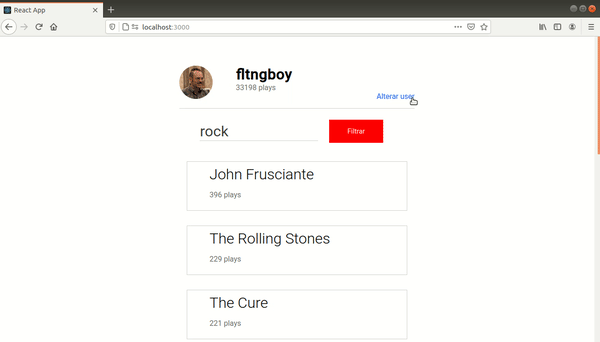 React App
localhost:3000
fltngboy
33198 plays
Alterar user
rock
Filtrar
John Frusciante
396 plays
The Rolling Stones
229 plays
The Cure
221 plays